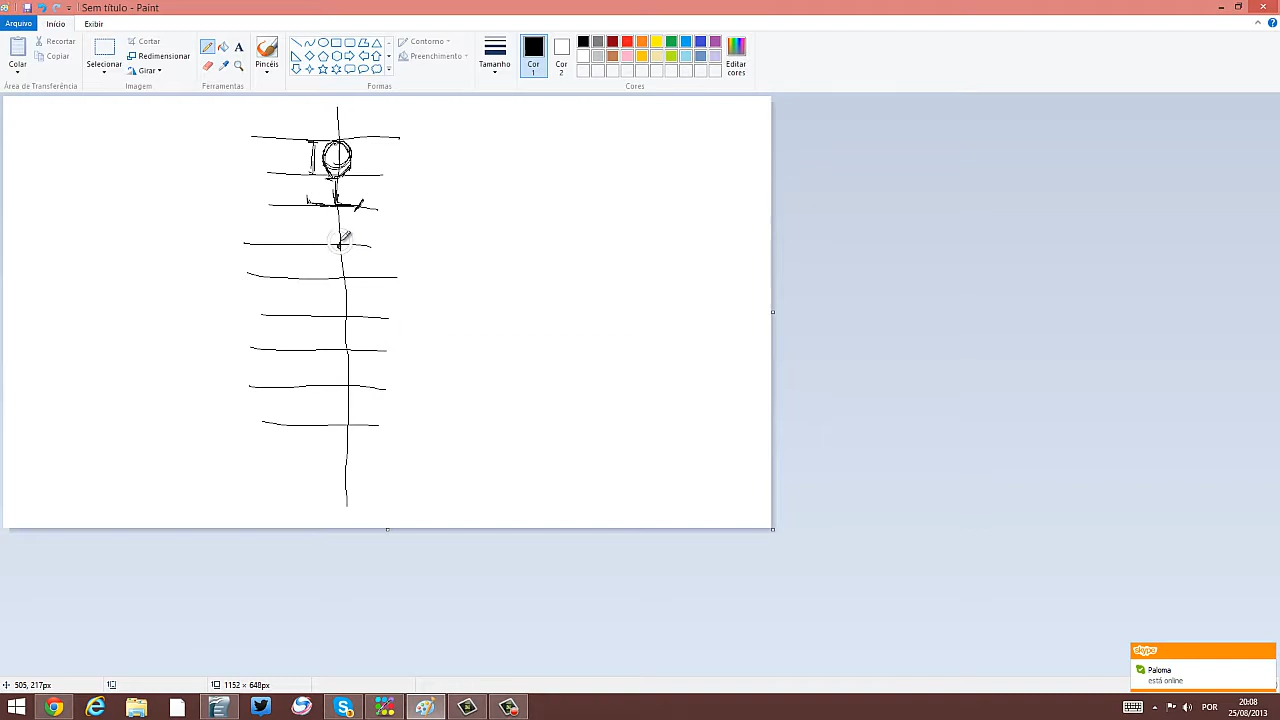 Sem título - Paint
Arquivo Início Exibir
Colar
Recortar
Copiar
Área de Transferência
Selecionar
Cortar
Redimensionar
Girar
Imagem
A
Ferramentas
Pincéis
Contorno
Preenchimento
Formas
Tamanho
Cor
1
Cor
2
Editar
cores
Cores
skype
Paloma
está online
505, 217px
1152 × 648px
POR
20:08
25/08/2013